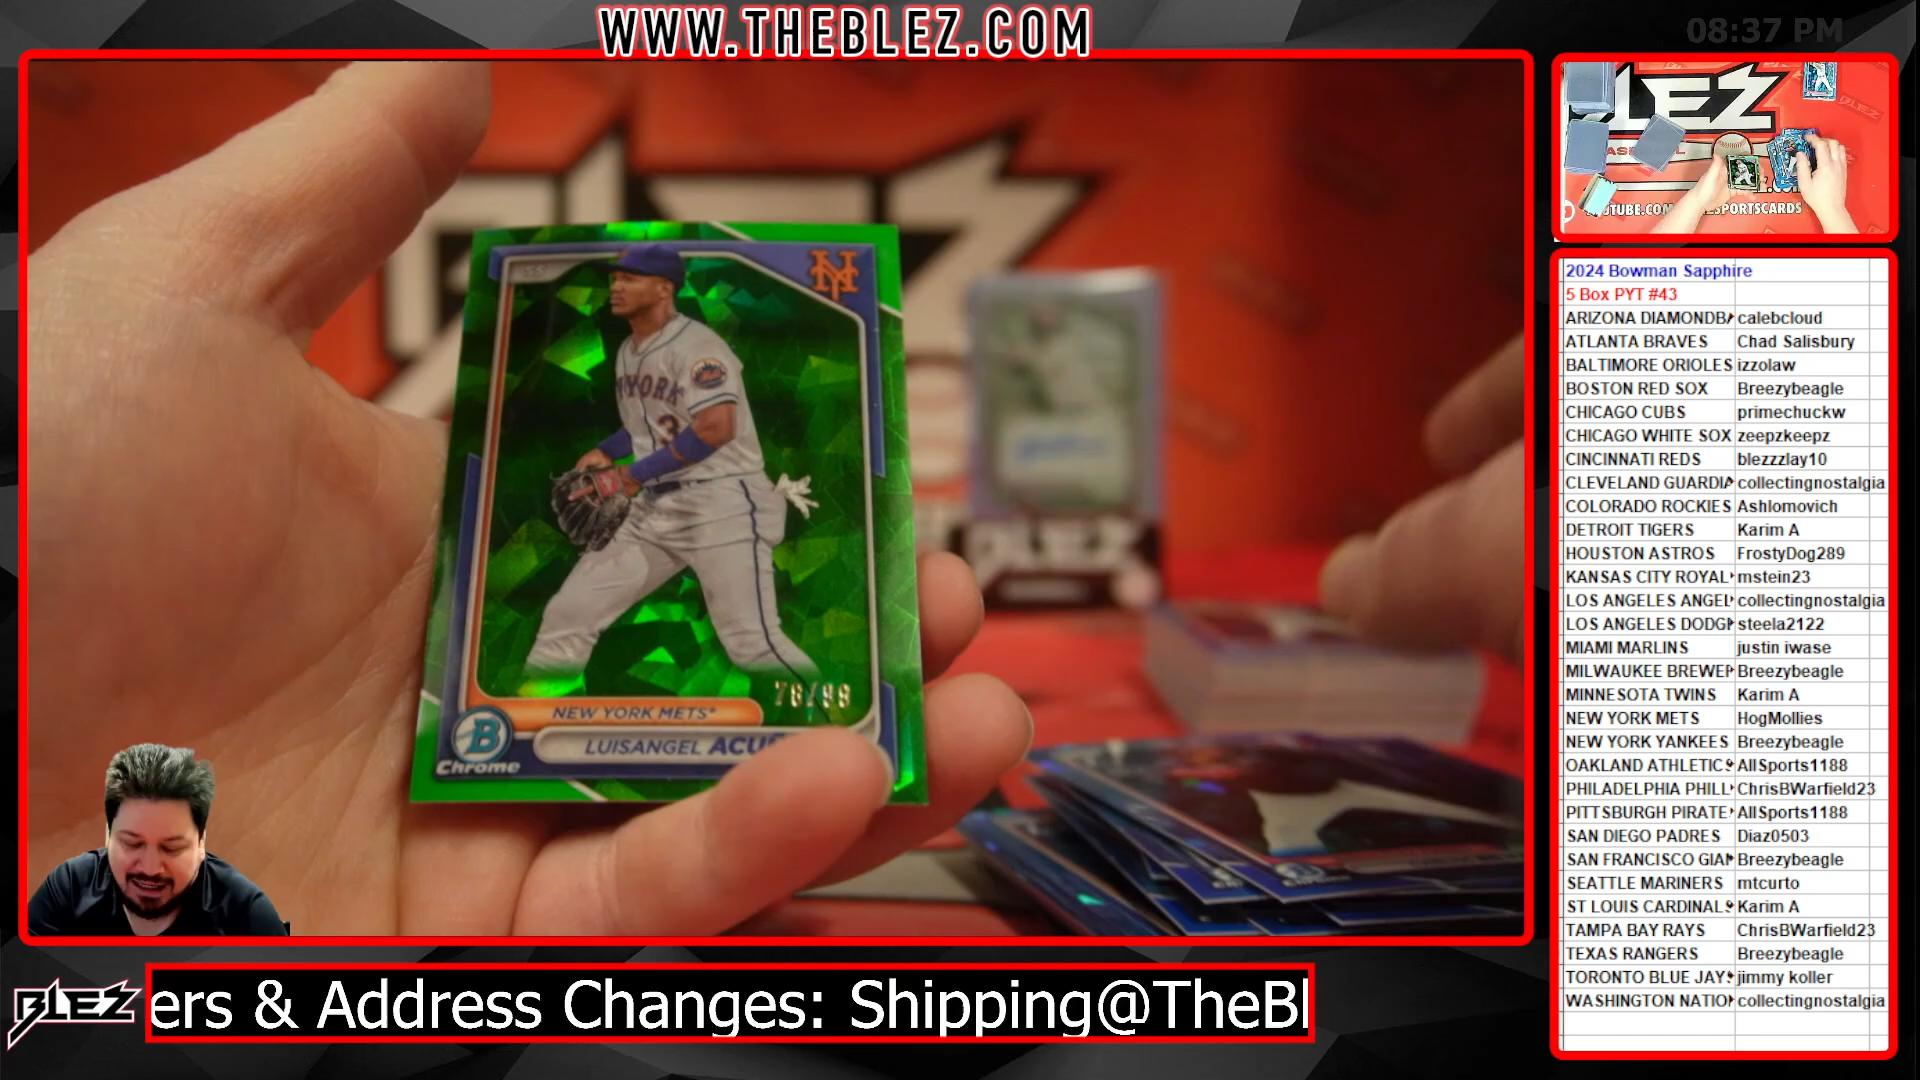 WWW.THEBLEZ.COM
08:37 PM
NEW YORK METS*
LUISANGEL
Chrome
BLEZ
ers & Address Changes: Shipping@TheBl
2024 Bowman Sapphire
5 Box PYT #43
ARIZONA DIAMONDBA calebcloud
ATLANTA BRAVES Chad Salisbury
BALTIMORE ORIOLES izzolaw
BOSTON RED SOX Breezybeagle
CHICAGO CUBS primechuckw
CHICAGO WHITE SOX zeepzkeepz
CINCINNATI REDS blezzzlay10
CLEVELAND GUARDIA collectingnostalgia
COLORADO ROCKIES Ashlomovich
DETROIT TIGERS Karim A
HOUSTON ASTROS FrostyDog289
KANSAS CITY ROYAL mstein23
LOS ANGELES ANGEL collectingnostalgia
LOS ANGELES DODG steela2122
MIAMI MARLINS justin iwase
MILWAUKEE BREWE Breezybeagle
MINNESOTA TWINS Karim A
NEW YORK METS HogMollies
NEW YORK YANKEES Breezybeagle
OAKLAND ATHLETIC AllSports1188
PHILADELPHIA PHILL ChrisBWarfield23
PITTSBURGH PIRATE AllSports1188
SAN DIEGO PADRES Diaz0503
SAN FRANCISCO GIA Breezybeagle
SEATTLE MARINERS mtcurto
ST LOUIS CARDINAL Karim A
TAMPA BAY RAYS ChrisBWarfield23
TEXAS RANGERS Breezybeagle
TORONTO BLUE JAY jimmy koller
WASHINGTON NATIO collectingnostalgia